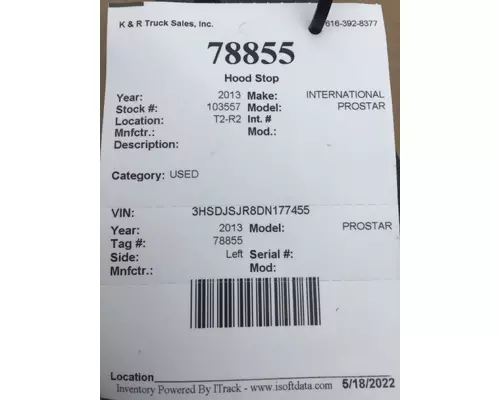 K & R Truck Sales, Inc. 616-392-8377
78855
Hood Stop
Year: 2013 Make: INTERNATIONAL
Stock #: 103557 Model: PROSTAR
Location: T2-R2 Int. #
Mnfctr.: Mod.:
Description:
Category: USED
VIN: 3HSDJSJR8DN177455
Year: 2013 Model: PROSTAR
Tag #: 78855
Side: Left Serial #:
Mnfctr.: Mod:
Location
Inventory Powered By ITrack - www.isoftdata.com 5/18/2022